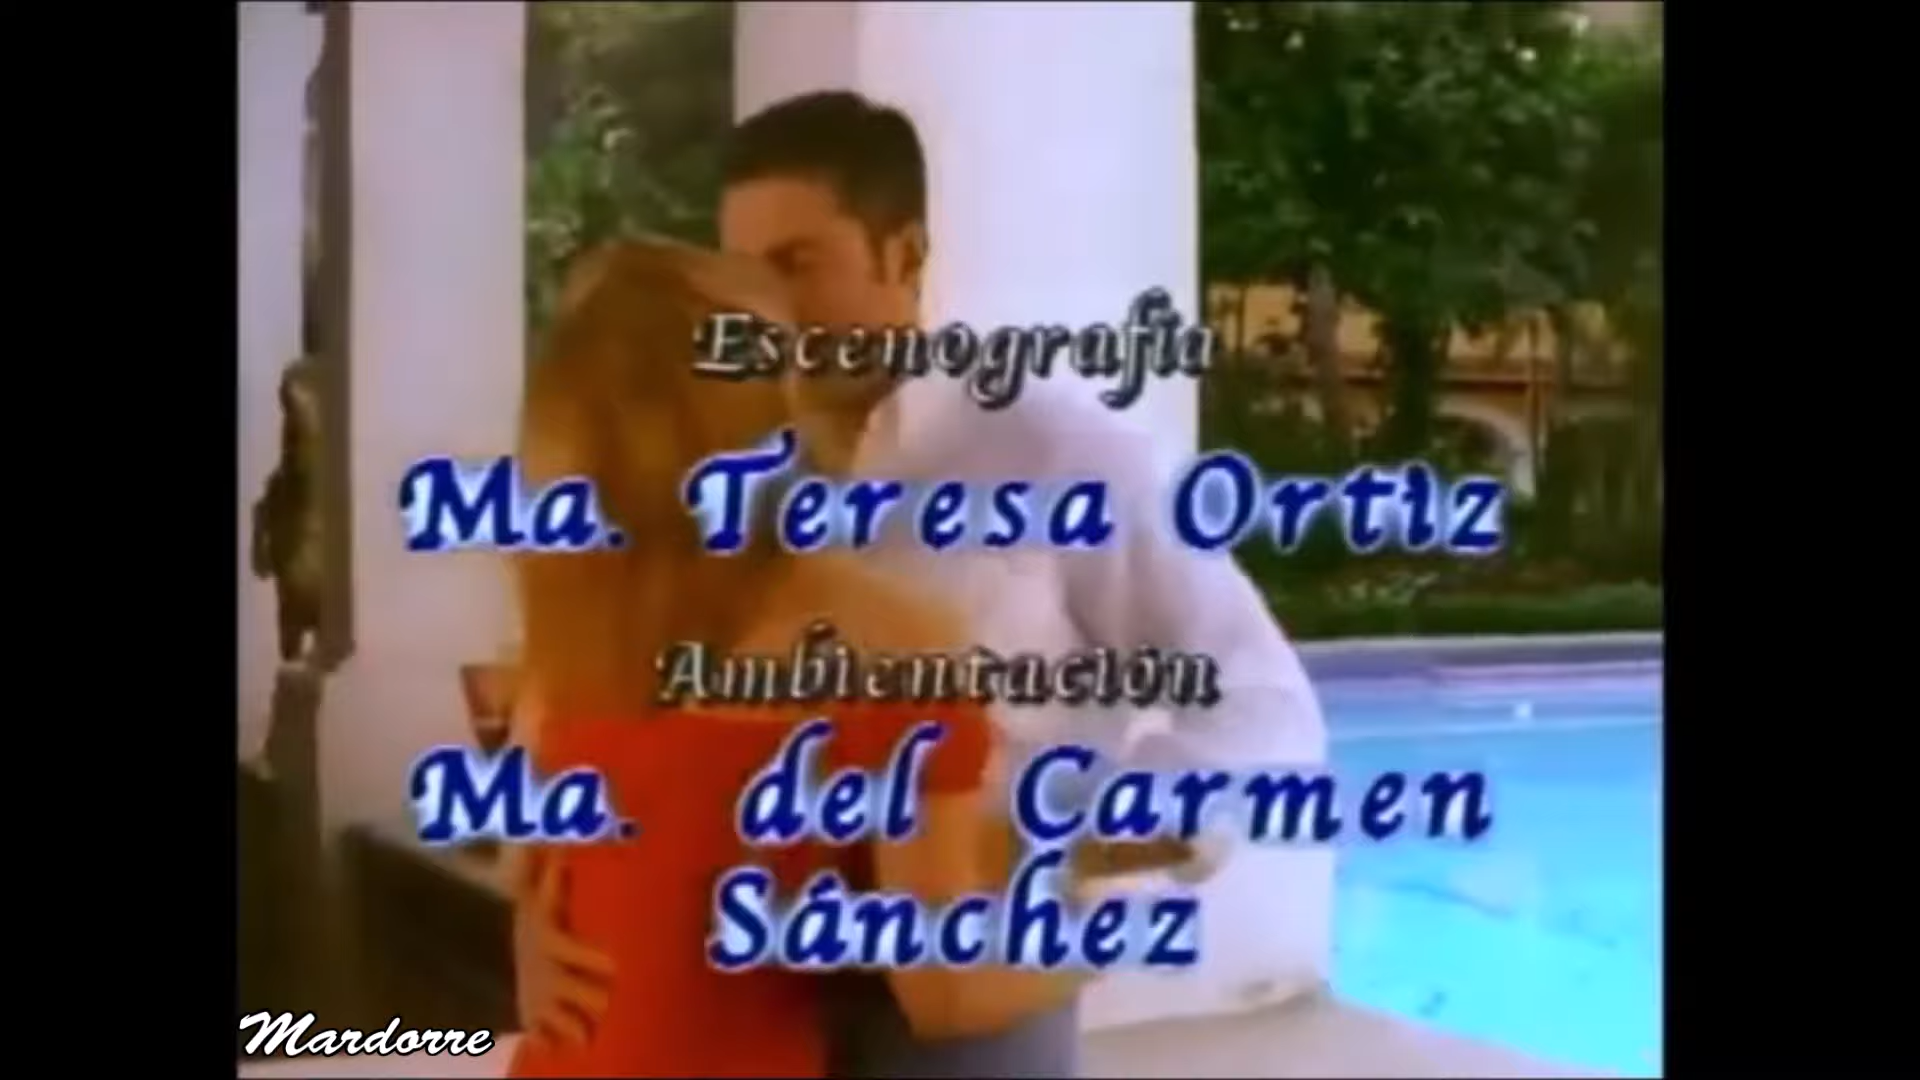 Escenografía
Ma. Teresa Ortiz
Ambientación
Ma. del Carmen
Sánchez
Mardorre